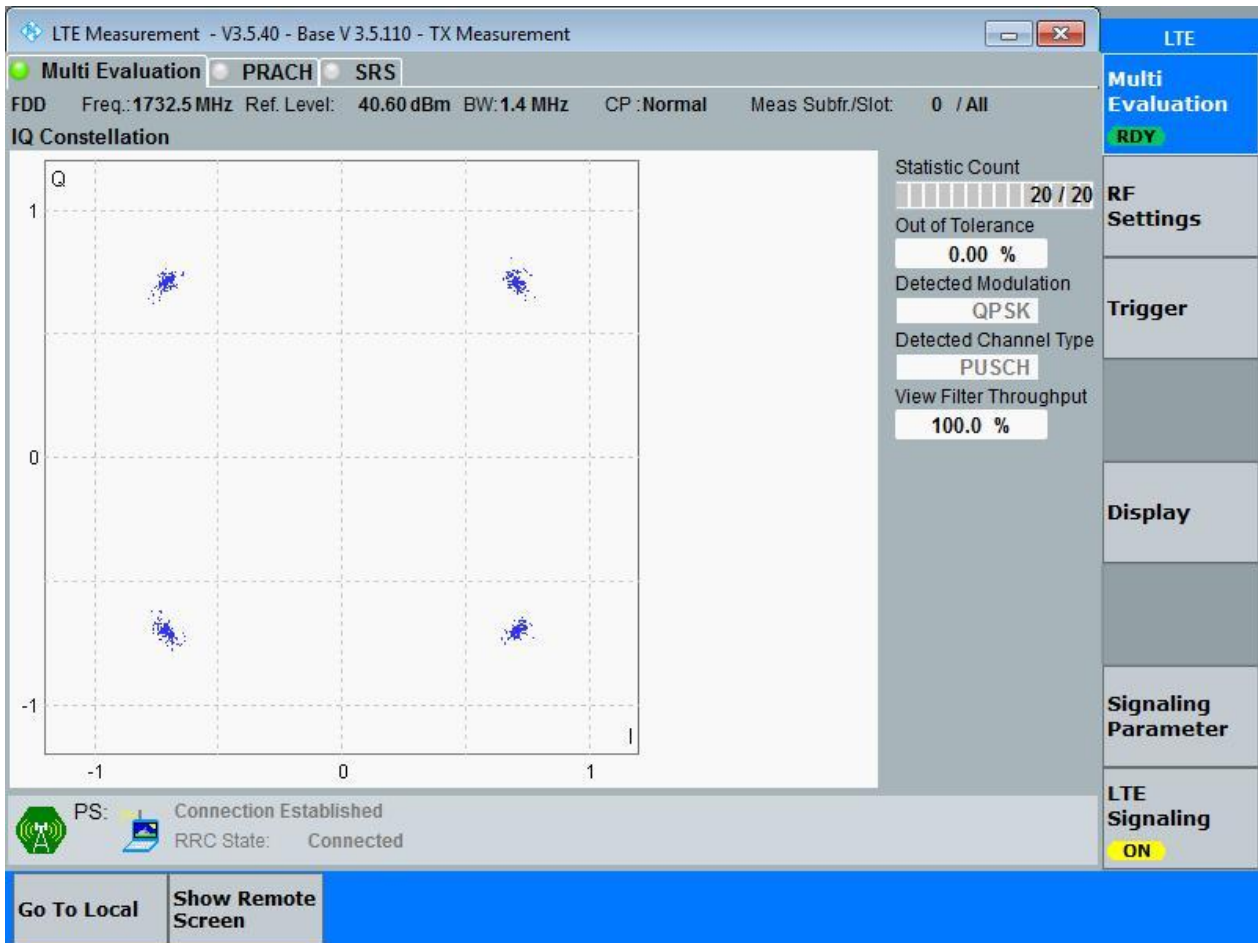 LTE Measurement - V3.5.40 - Base V 3.5.110 - TX Measurement
LTE
Multi Evaluation PRACH SRS
FDD Freq.: 1732.5 MHz Ref. Level: 40.60 dBm BW: 1.4 MHz CP : Normal Meas Subfr./Slot: 0 / All
IQ Constellation
Q
1
0
-1
I
-1 0 1
Statistic Count
20 / 20
Out of Tolerance
0.00 %
Detected Modulation
QPSK
Detected Channel Type
PUSCH
View Filter Throughput
100.0 %
Multi
Evaluation
RDY
RF
Settings
Trigger
Display
Signaling
Parameter
LTE
Signaling
ON
PS: Connection Established
RRC State: Connected
Go To Local
Show Remote
Screen